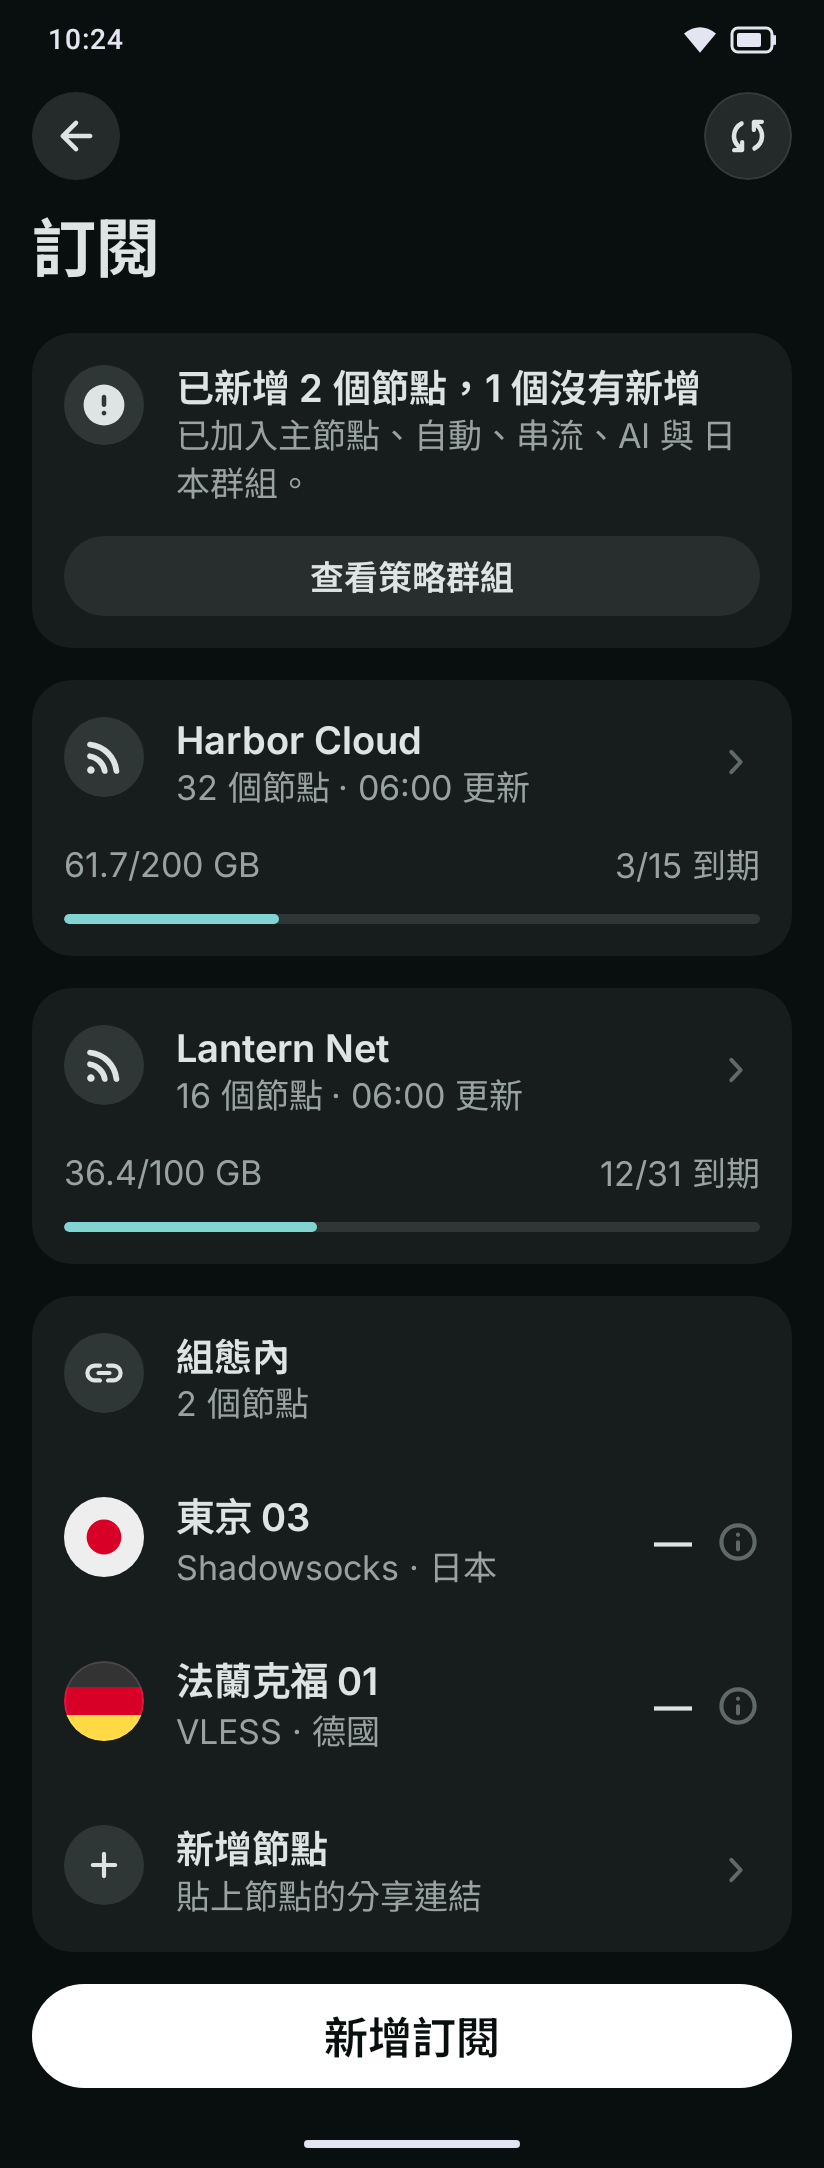 10:24
訂閱
已新增 2 個節點，1 個沒有新增
已加入主節點、自動、串流、AI 與 日
本群組。
查看策略群組
Harbor Cloud
32 個節點 · 06:00 更新
61.7/200 GB
3/15 到期
Lantern Net
16 個節點 · 06:00 更新
36.4/100 GB
12/31 到期
組態內
2 個節點
東京 03
Shadowsocks · 日本
—
法蘭克福 01
VLESS · 德國
—
新增節點
貼上節點的分享連結
新增訂閱